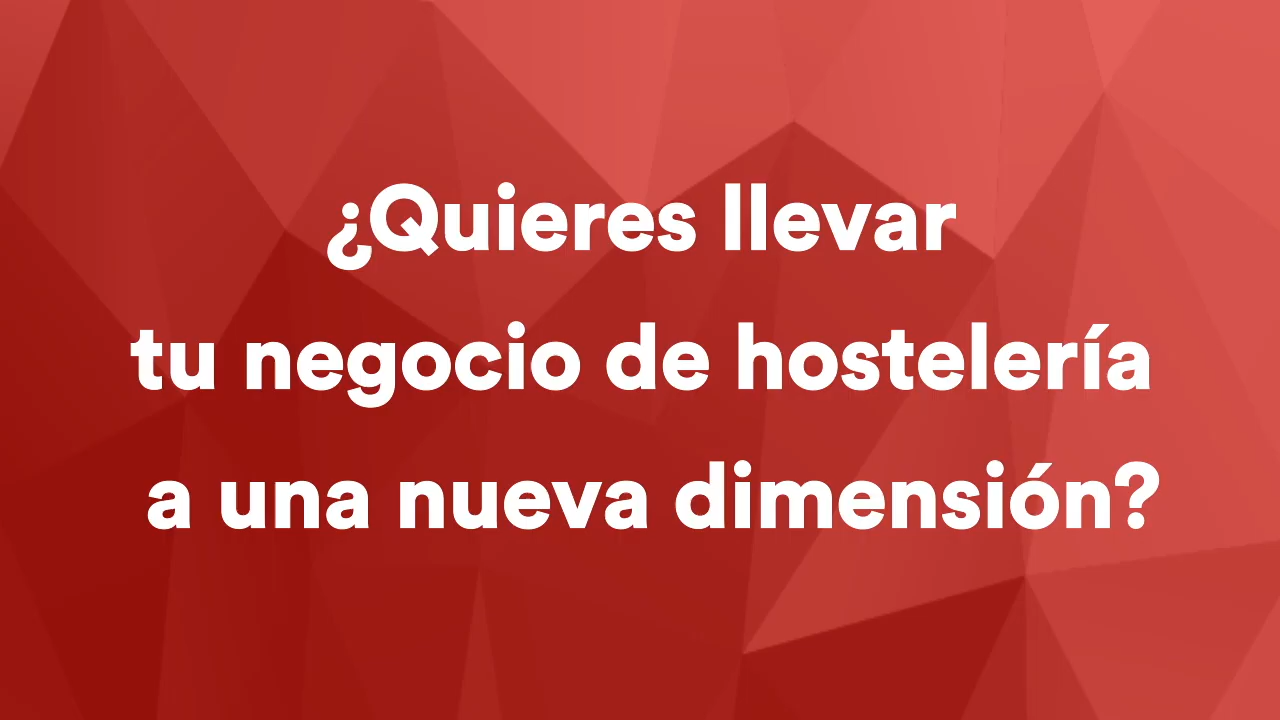 ¿Quieres llevar
tu negocio de hostelería
a una nueva dimensión?